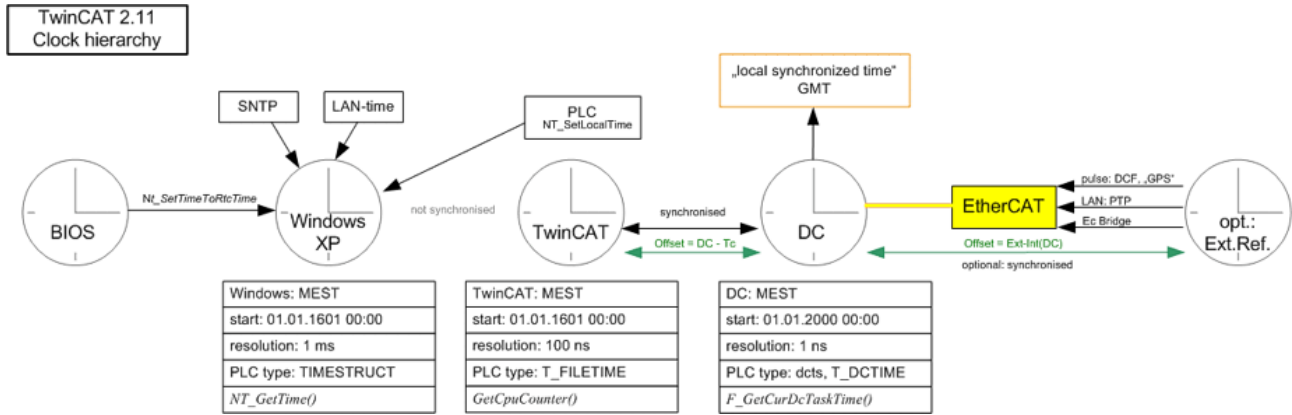 TwinCAT 2.11
Clock hierarchy
SNTP
LAN-time
PLC
NT_SetLocalTime
„local synchronized time"
GMT
BIOS
Nt_SetTimeToRtcTime
Windows
XP
not synchronised
TwinCAT
synchronised
Offset = DC - Tc
DC
EtherCAT
pulse: DCF, „GPS"
LAN: PTP
Ec Bridge
Offset = Ext-Int(DC)
optional: synchronised
opt.:
Ext.Ref.
Windows: MEST
start: 01.01.1601 00:00
resolution: 1 ms
PLC type: TIMESTRUCT
NT_GetTime()
TwinCAT: MEST
start: 01.01.1601 00:00
resolution: 100 ns
PLC type: T_FILETIME
GetCpuCounter()
DC: MEST
start: 01.01.2000 00:00
resolution: 1 ns
PLC type: dcts, T_DCTIME
F_GetCurDcTaskTime()